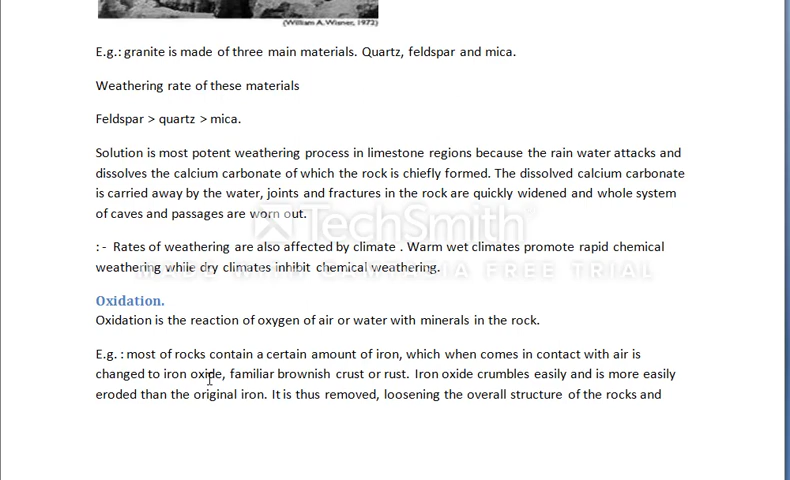 (William A. Wisner, 1972)
E.g.: granite is made of three main materials. Quartz, feldspar and mica.
Weathering rate of these materials
Feldspar > quartz > mica.
Solution is most potent weathering process in limestone regions because the rain water attacks and
dissolves the calcium carbonate of which the rock is chiefly formed. The dissolved calcium carbonate
is carried away by the water, joints and fractures in the rock are quickly widened and whole system
of caves and passages are worn out.
TechSmith
:- Rates of weathering are also affected by climate . Warm wet climates promote rapid chemical
weathering while dry climates inhibit chemical weathering.
MADE WITH CAMTASIA FREE TRIAL
Oxidation.
Oxidation is the reaction of oxygen of air or water with minerals in the rock.
E.g. : most of rocks contain a certain amount of iron, which when comes in contact with air is
changed to iron oxide, familiar brownish crust or rust. Iron oxide crumbles easily and is more easily
eroded than the original iron. It is thus removed, loosening the overall structure of the rocks and